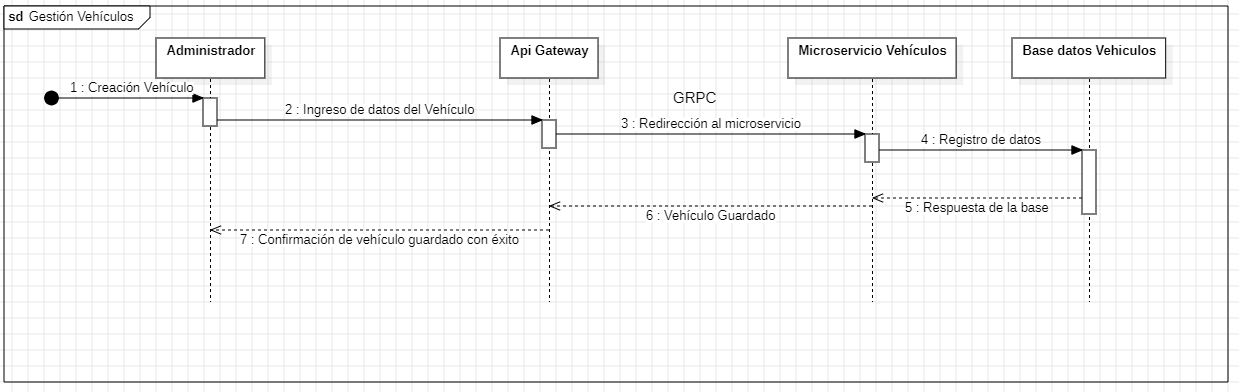 sd Gestión Vehículos
Administrador
Api Gateway
Microservicio Vehículos
Base datos Vehiculos
1 : Creación Vehículo
2 : Ingreso de datos del Vehículo
GRPC
3 : Redirección al microservicio
4 : Registro de datos
5 : Respuesta de la base
6 : Vehículo Guardado
7 : Confirmación de vehículo guardado con éxito